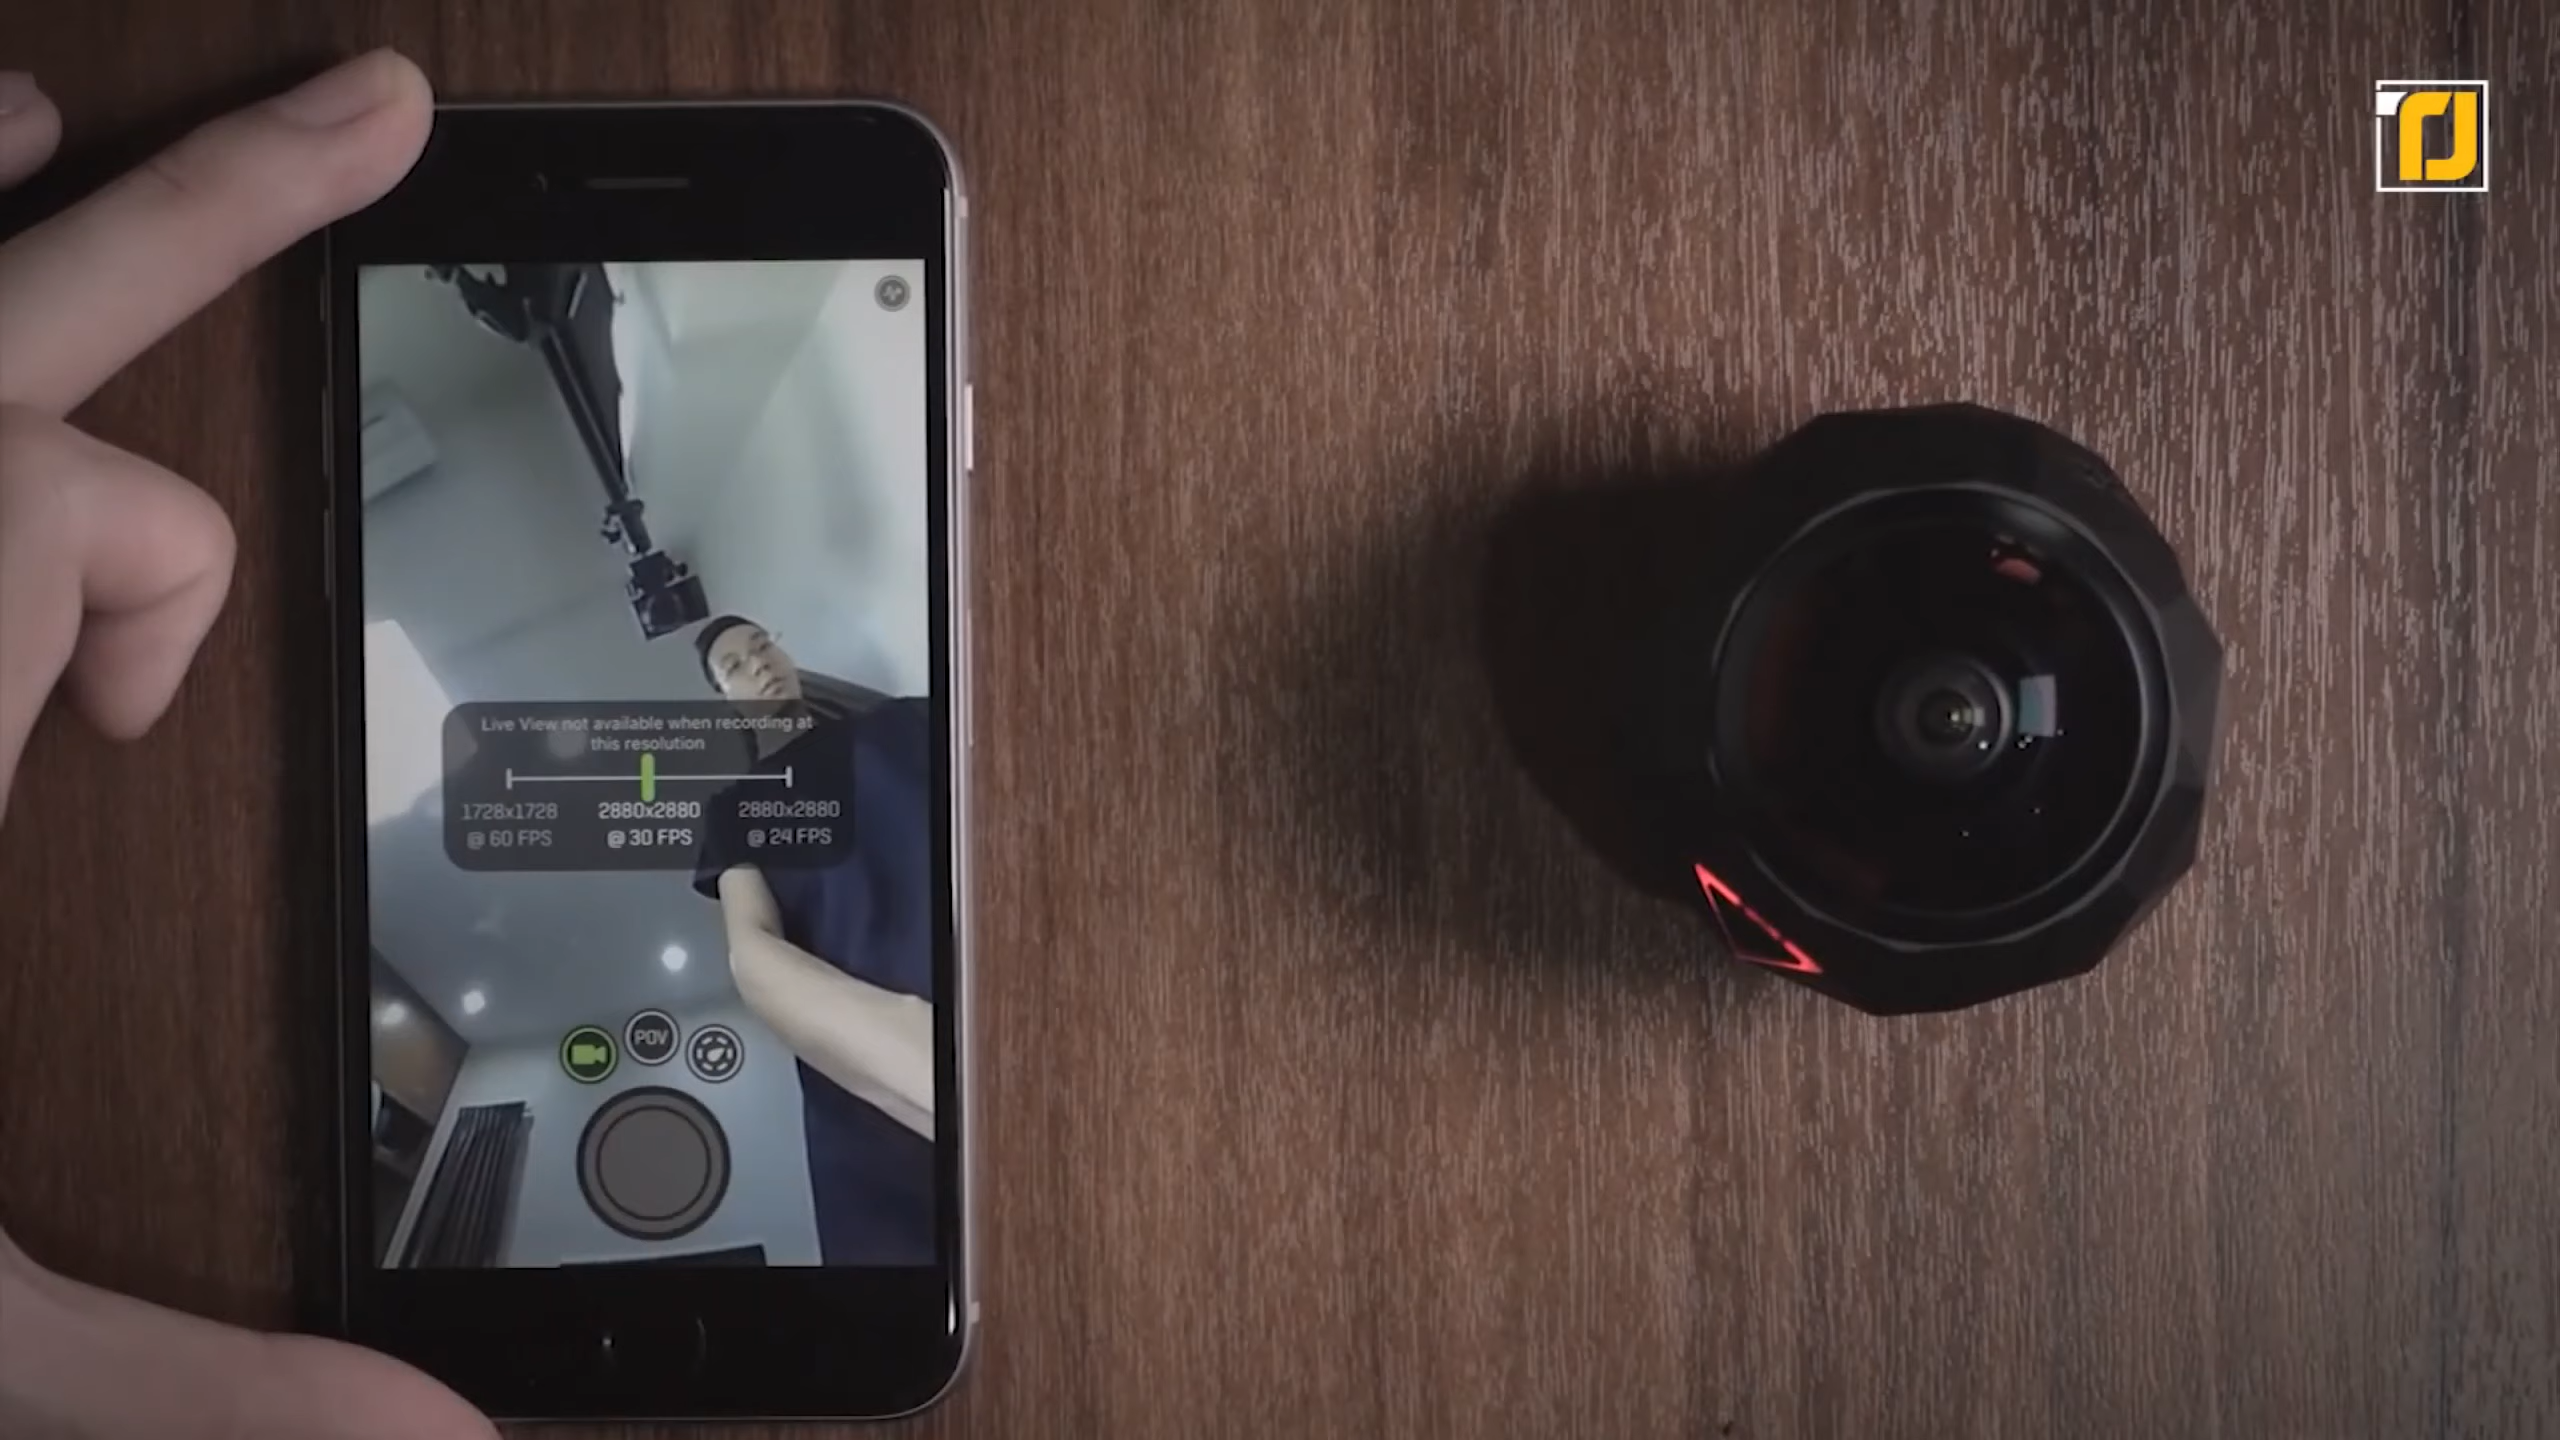 Live View not available when recording at
this resolution
1728x1728 2880x2880 2880x2880
@ 60 FPS @ 30 FPS @ 24 FPS
POV